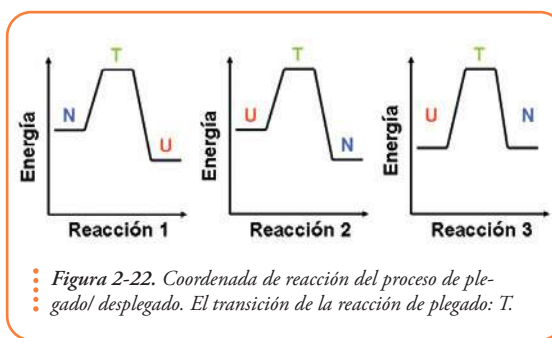 T
N
U
Energía
Reacción 1
T
U
N
Energía
Reacción 2
T
U
N
Energía
Reacción 3
Figura 2-22. Coordenada de reacción del proceso de ple-
gado/ desplegado. El transición de la reacción de plegado: T.